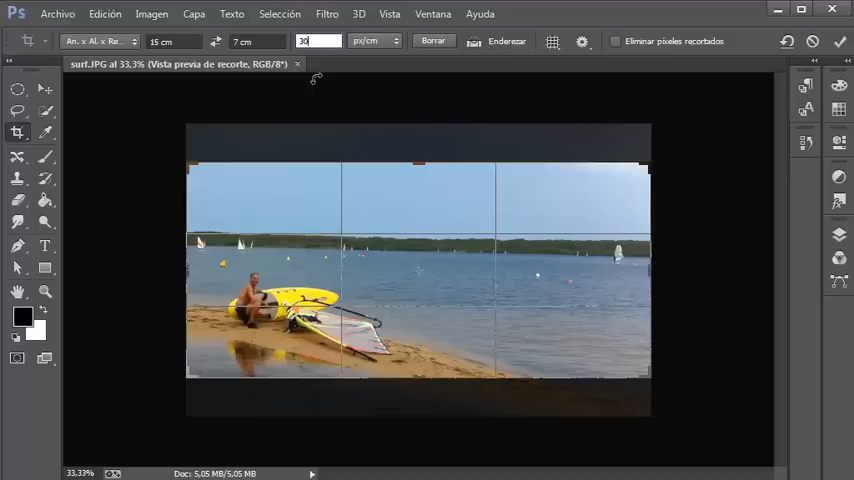 Ps Archivo Edición Imagen Capa Texto Selección Filtro 3D Vista Ventana Ayuda
An. x Al. x Re... 15 cm 7 cm 30 px/cm Borrar Enderezar Eliminar píxeles recortados
surf.JPG al 33,3% (Vista previa de recorte, RGB/8*) ×
33,33% Doc: 5,05 MB/5,05 MB